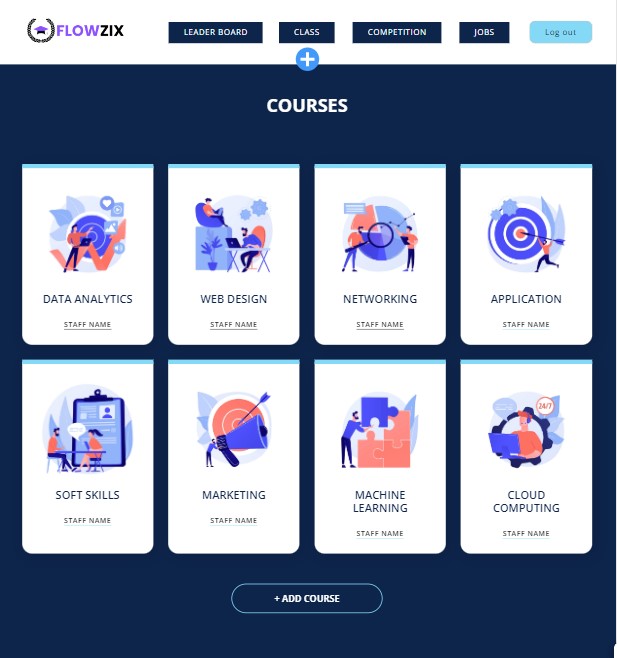 FLOWZIX
LEADER BOARD
CLASS
COMPETITION
JOBS
Log out
COURSES
DATA ANALYTICS
STAFF NAME
WEB DESIGN
STAFF NAME
NETWORKING
STAFF NAME
APPLICATION
STAFF NAME
24/7
SOFT SKILLS
STAFF NAME
MARKETING
STAFF NAME
MACHINE
LEARNING
STAFF NAME
CLOUD
COMPUTING
STAFF NAME
+ ADD COURSE